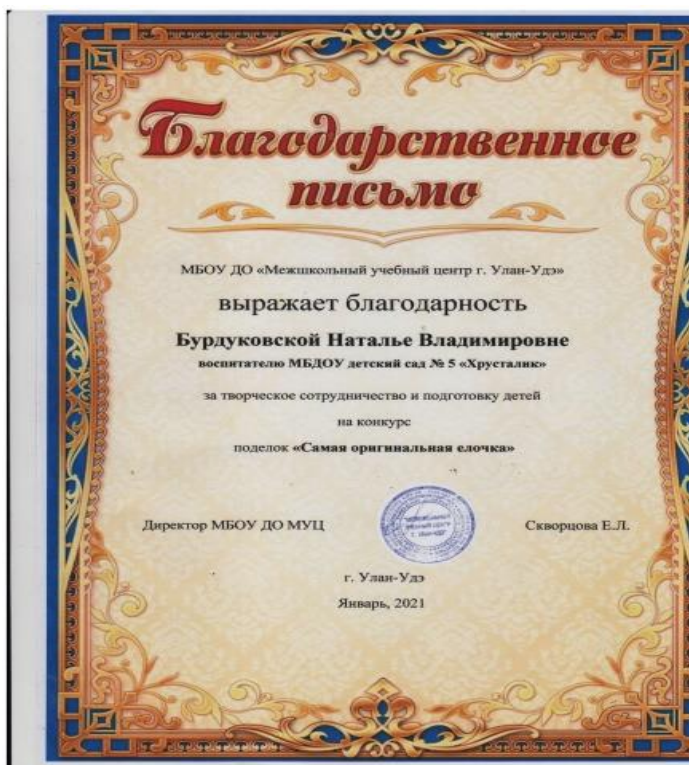 Благодарственное
письмо
МБОУ ДО «Межшкольный учебный центр г. Улан-Удэ»
выражает благодарность
Бурдуковской Наталье Владимировне
воспитателю МБДОУ детский сад № 5 «Хрусталик»
за творческое сотрудничество и подготовку детей
на конкурс
поделок «Самая оригинальная елочка»
Директор МБОУ ДО МУЦ Скворцова Е.Л.
г. Улан-Удэ
Январь, 2021